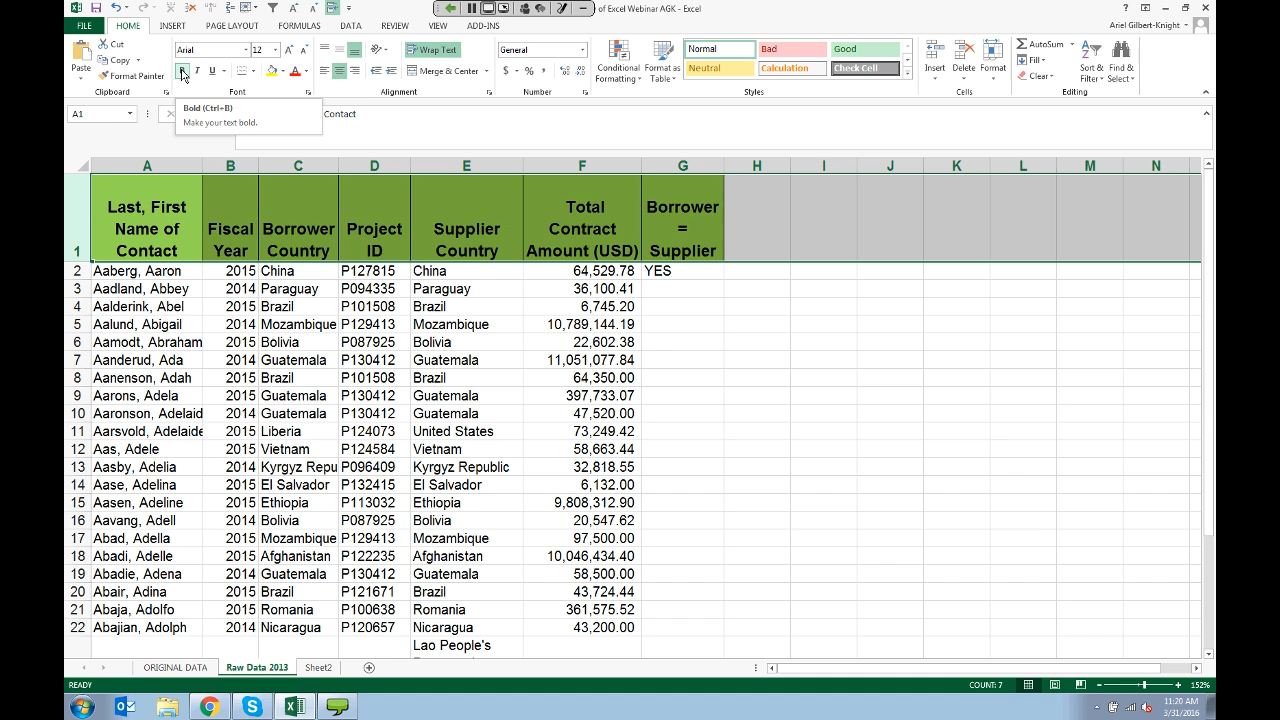 of Excel Webinar AGK - Excel
FILE HOME INSERT PAGE LAYOUT FORMULAS DATA REVIEW VIEW ADD-INS Ariel Gilbert-Knight
Cut
Copy
Format Painter
Paste
Clipboard
Arial 12
B I U
Font
Wrap Text
Merge & Center
Alignment
General
$ % ,
Number
Conditional Formatting
Format as Table
Normal Bad Good
Neutral Calculation Check Cell
Styles
Insert Delete Format
Cells
AutoSum
Fill
Clear
Sort & Filter
Find & Select
Editing
Bold (Ctrl+B)
Make your text bold.
A1 Contact
A B C D E F G H I J K L M N
1 Last, First Name of Contact Fiscal Year Borrower Country Project ID Supplier Country Total Contract Amount (USD) Borrower = Supplier
2 Aaberg, Aaron 2015 China P127815 China 64,529.78 YES
3 Aadland, Abbey 2014 Paraguay P094335 Paraguay 36,100.41
4 Aalderink, Abel 2015 Brazil P101508 Brazil 6,745.20
5 Aalund, Abigail 2014 Mozambique P129413 Mozambique 10,789,144.19
6 Aamodt, Abraham 2015 Bolivia P087925 Bolivia 22,602.38
7 Aanderud, Ada 2014 Guatemala P130412 Guatemala 11,051,077.84
8 Aanenson, Adah 2015 Brazil P101508 Brazil 64,350.00
9 Aarons, Adela 2015 Guatemala P130412 Guatemala 397,733.07
10 Aaronson, Adelaid 2014 Guatemala P130412 Guatemala 47,520.00
11 Aarsvold, Adelaide 2015 Liberia P124073 United States 73,249.42
12 Aas, Adele 2015 Vietnam P124584 Vietnam 58,663.44
13 Aasby, Adelia 2014 Kyrgyz Repu P096409 Kyrgyz Republic 32,818.55
14 Aase, Adelina 2015 El Salvador P132415 El Salvador 6,132.00
15 Aasen, Adeline 2015 Ethiopia P113032 Ethiopia 9,808,312.90
16 Aavang, Adell 2014 Bolivia P087925 Bolivia 20,547.62
17 Abad, Adella 2015 Mozambique P129413 Mozambique 97,500.00
18 Abadi, Adelle 2015 Afghanistan P122235 Afghanistan 10,046,434.40
19 Abadie, Adena 2014 Guatemala P130412 Guatemala 58,500.00
20 Abair, Adina 2015 Brazil P121671 Brazil 43,724.44
21 Abaja, Adolfo 2015 Romania P100638 Romania 361,575.52
22 Abajian, Adolph 2014 Nicaragua P120657 Nicaragua 43,200.00
Lao People's
ORIGINAL DATA Raw Data 2013 Sheet2
READY COUNT: 7 152%
11:20 AM
3/31/2016